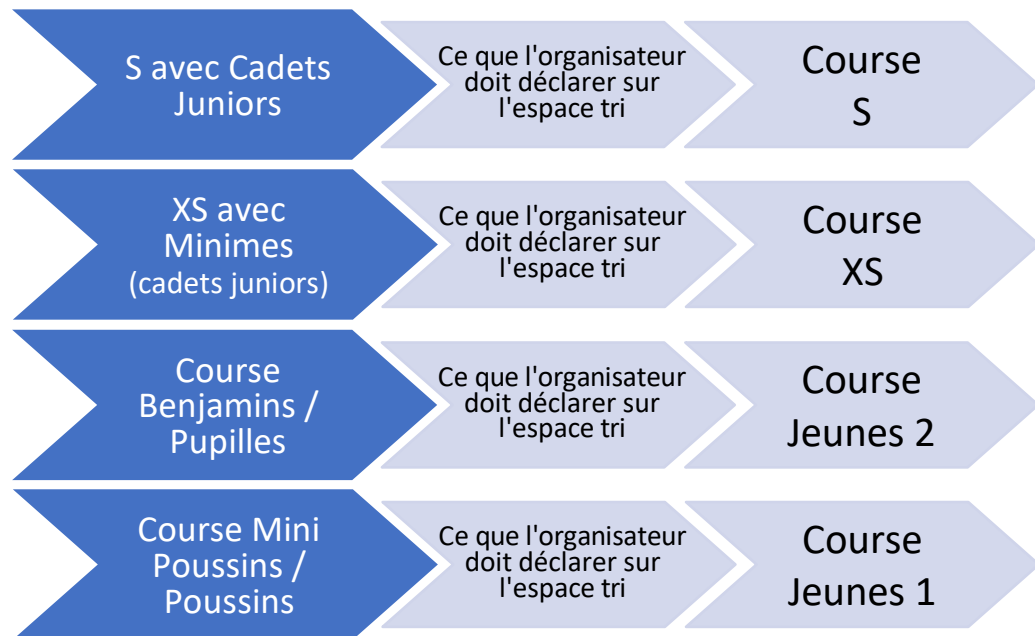 S avec Cadets
Juniors
Ce que l'organisateur
doit déclarer sur
l'espace tri
Course
S
XS avec
Minimes
(cadets juniors)
Ce que l'organisateur
doit déclarer sur
l'espace tri
Course
XS
Course
Benjamins /
Pupilles
Ce que l'organisateur
doit déclarer sur
l'espace tri
Course
Jeunes 2
Course Mini
Poussins /
Poussins
Ce que l'organisateur
doit déclarer sur
l'espace tri
Course
Jeunes 1